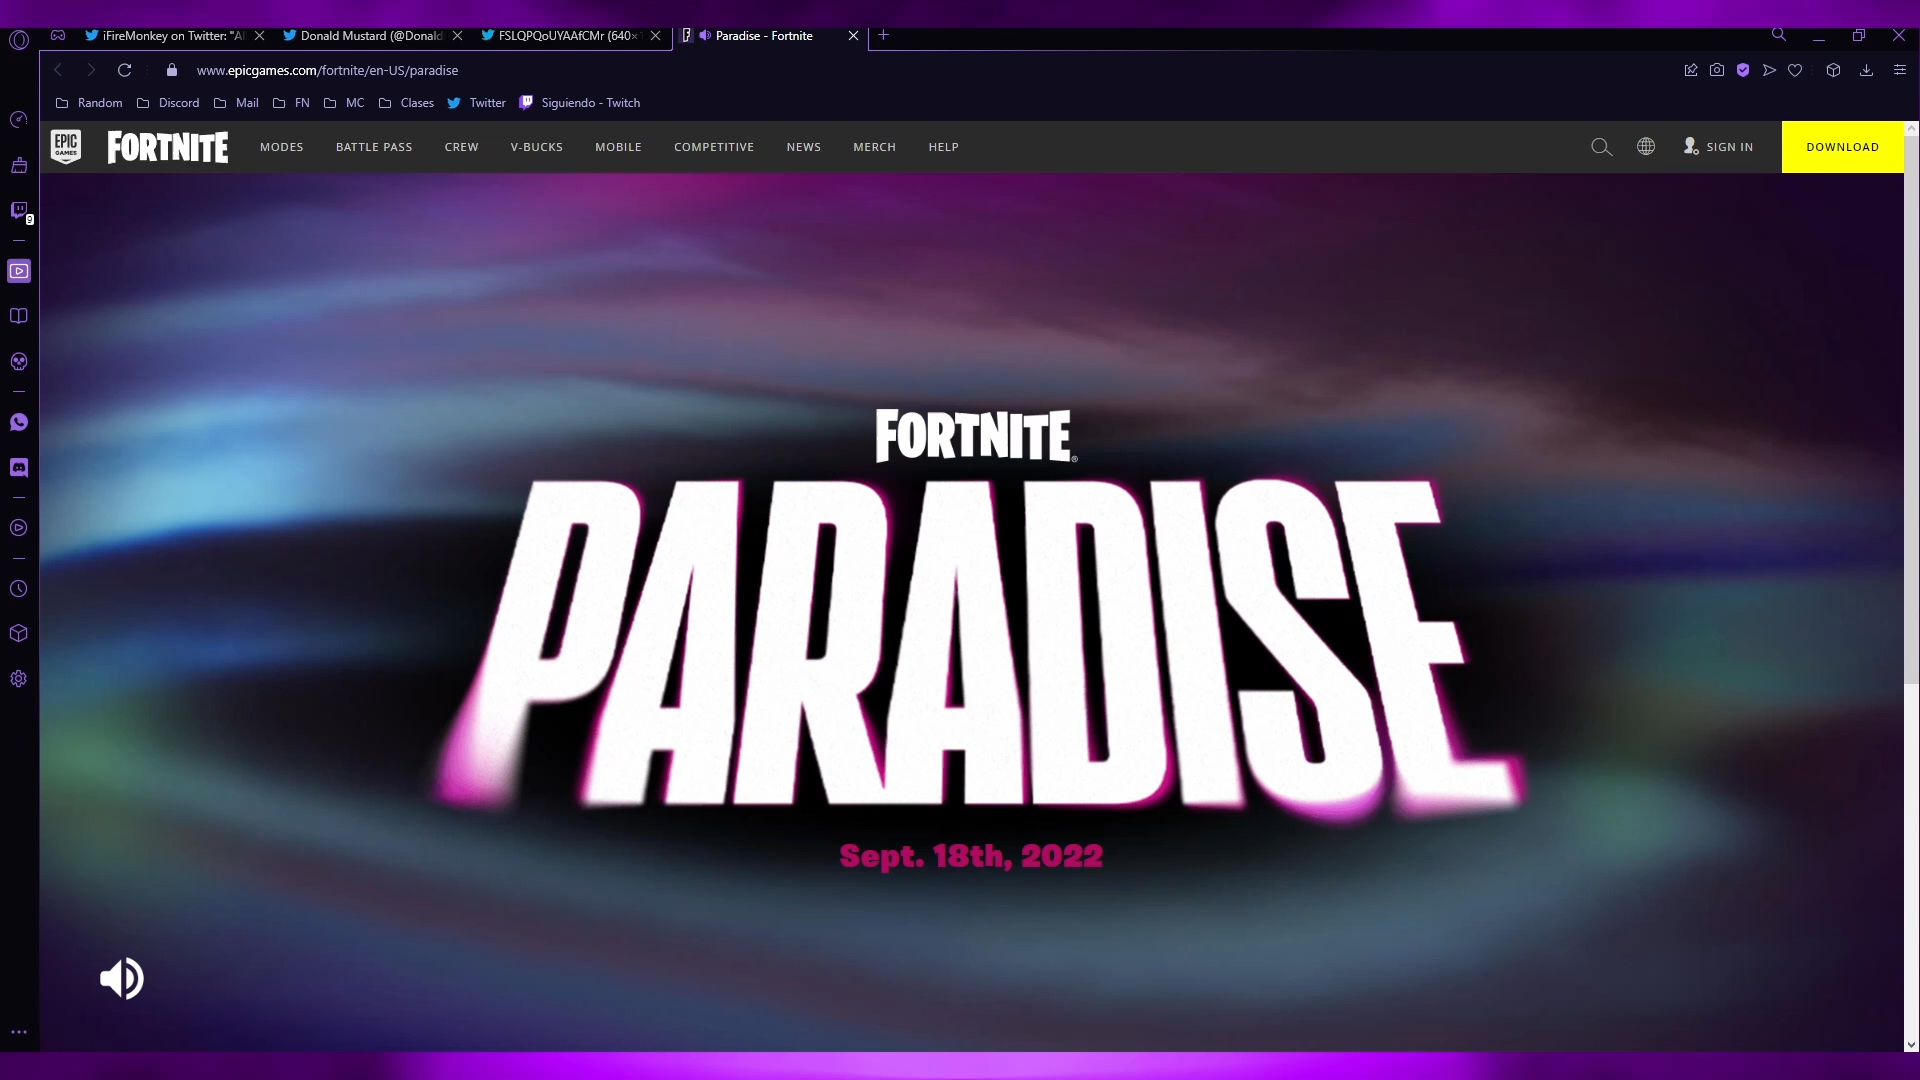 iFireMonkey on Twitter: "Al
Donald Mustard (@Donald
FSLQPQoUYAAfCMr (640×1
Paradise - Fortnite
www.epicgames.com/fortnite/en-US/paradise
Random
Discord
Mail
FN
MC
Clases
Twitter
Siguiendo - Twitch
EPIC GAMES
FORTNITE
MODES
BATTLE PASS
CREW
V-BUCKS
MOBILE
COMPETITIVE
NEWS
MERCH
HELP
SIGN IN
DOWNLOAD
9
FORTNITE®
PARADISE
Sept. 18th, 2022